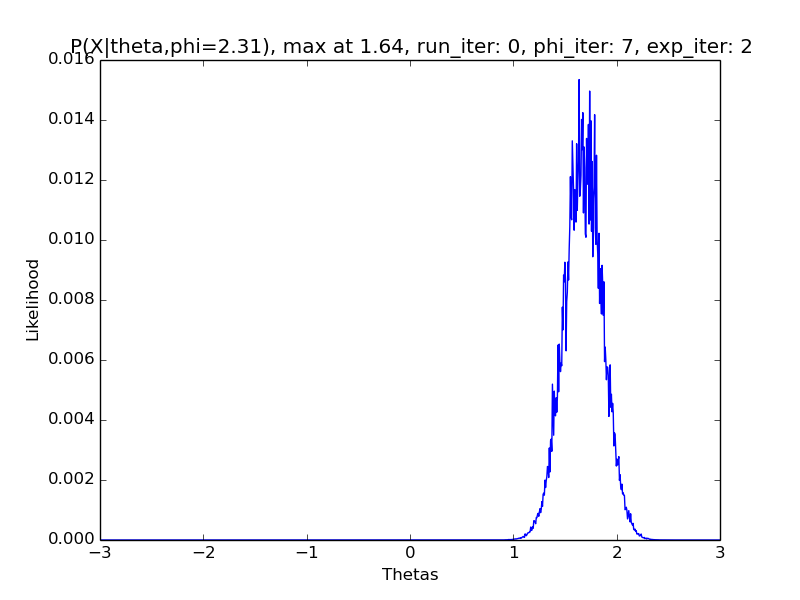 P(X|theta,phi=2.31), max at 1.64, run_iter: 0, phi_iter: 7, exp_iter: 2
0.016
0.014
0.012
0.010
0.008
0.006
0.004
0.002
0.000
Likelihood
−3 −2 −1 0 1 2 3
Thetas